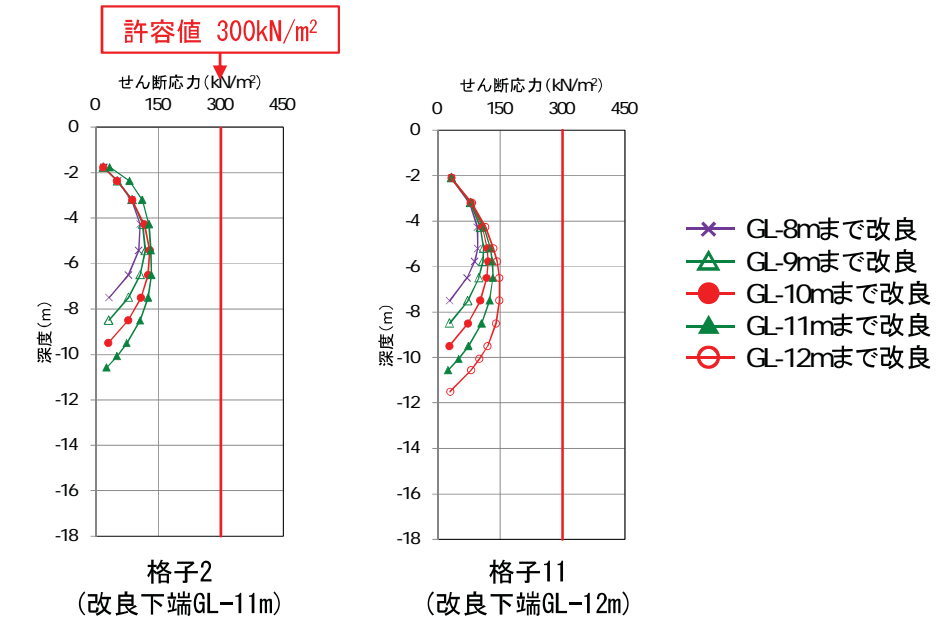 許容値 300kN/m²
せん断応力(kN/m²)
0 150 300 450
0
-2
-4
-6
-8
-10
-12
-14
-16
-18
深度(m)
格子2
(改良下端GL-11m)
せん断応力(kN/m²)
0 150 300 450
0
-2
-4
-6
-8
-10
-12
-14
-16
-18
深度(m)
格子11
(改良下端GL-12m)
GL-8mまで改良
GL-9mまで改良
GL-10mまで改良
GL-11mまで改良
GL-12mまで改良